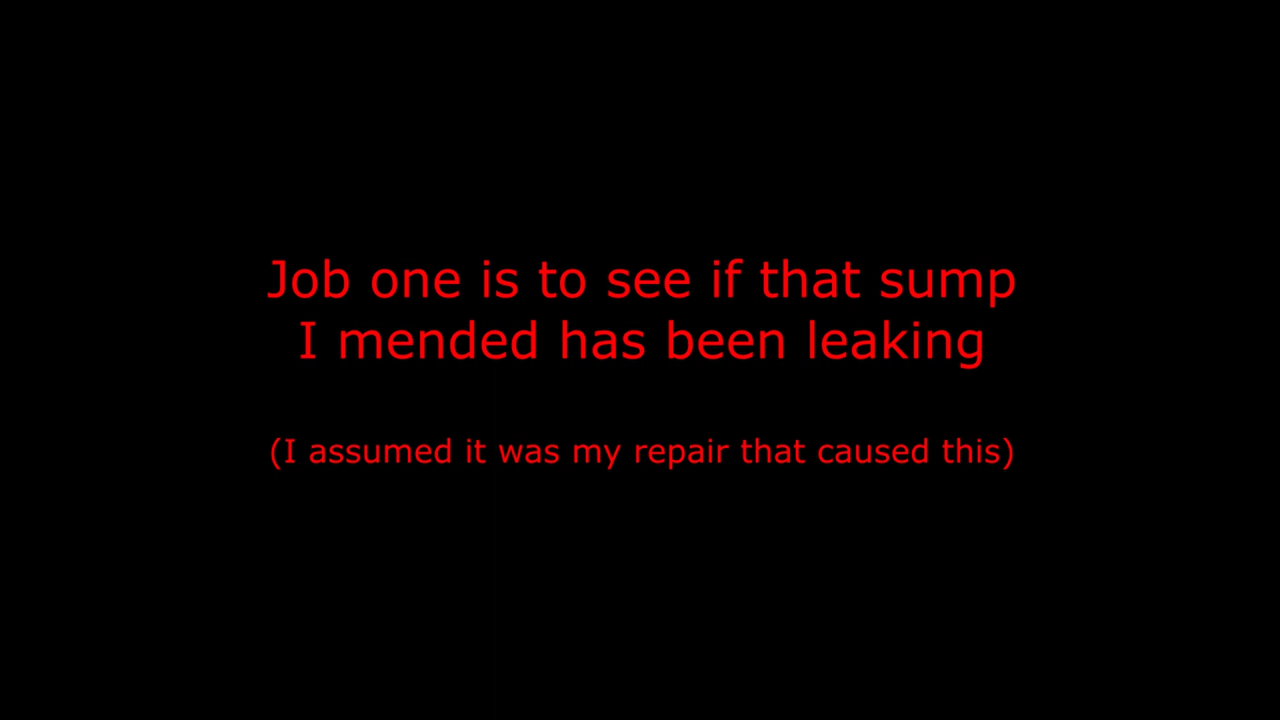 Job one is to see if that sump
I mended has been leaking
(I assumed it was my repair that caused this)